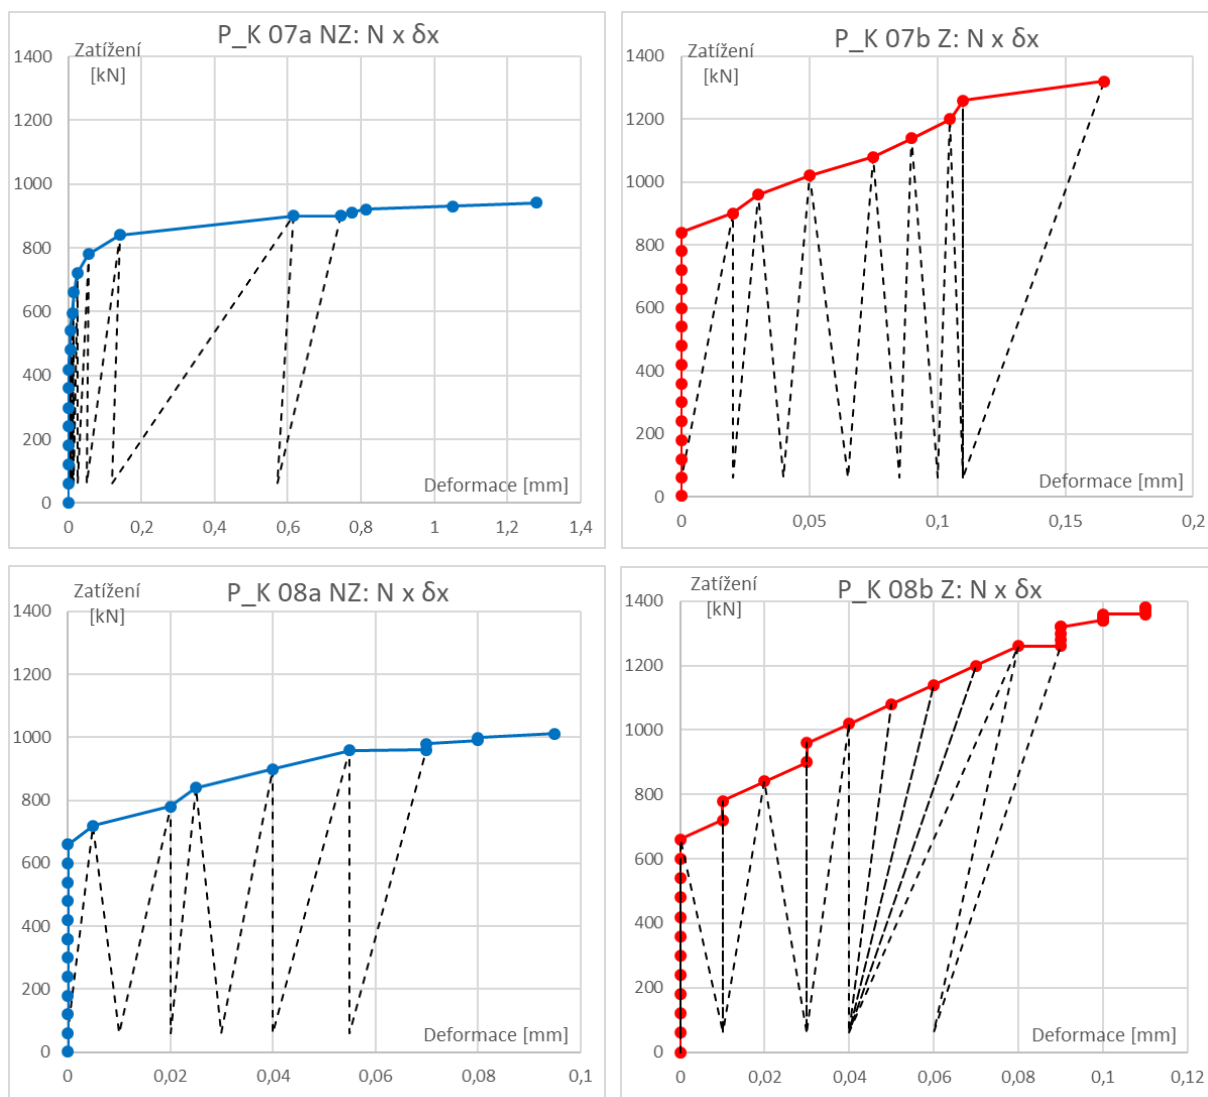 P_K 07a NZ: N x δx
Zatížení
[kN]
1400
1200
1000
800
600
400
200
0
Deformace [mm]
0 0,2 0,4 0,6 0,8 1 1,2 1,4
P_K 07b Z: N x δx
Zatížení
[kN]
1400
1200
1000
800
600
400
200
0
Deformace [mm]
0 0,05 0,1 0,15 0,2
P_K 08a NZ: N x δx
Zatížení
[kN]
1400
1200
1000
800
600
400
200
0
Deformace [mm]
0 0,02 0,04 0,06 0,08 0,1
P_K 08b Z: N x δx
Zatížení
[kN]
1400
1200
1000
800
600
400
200
0
Deformace [mm]
0 0,02 0,04 0,06 0,08 0,1 0,12